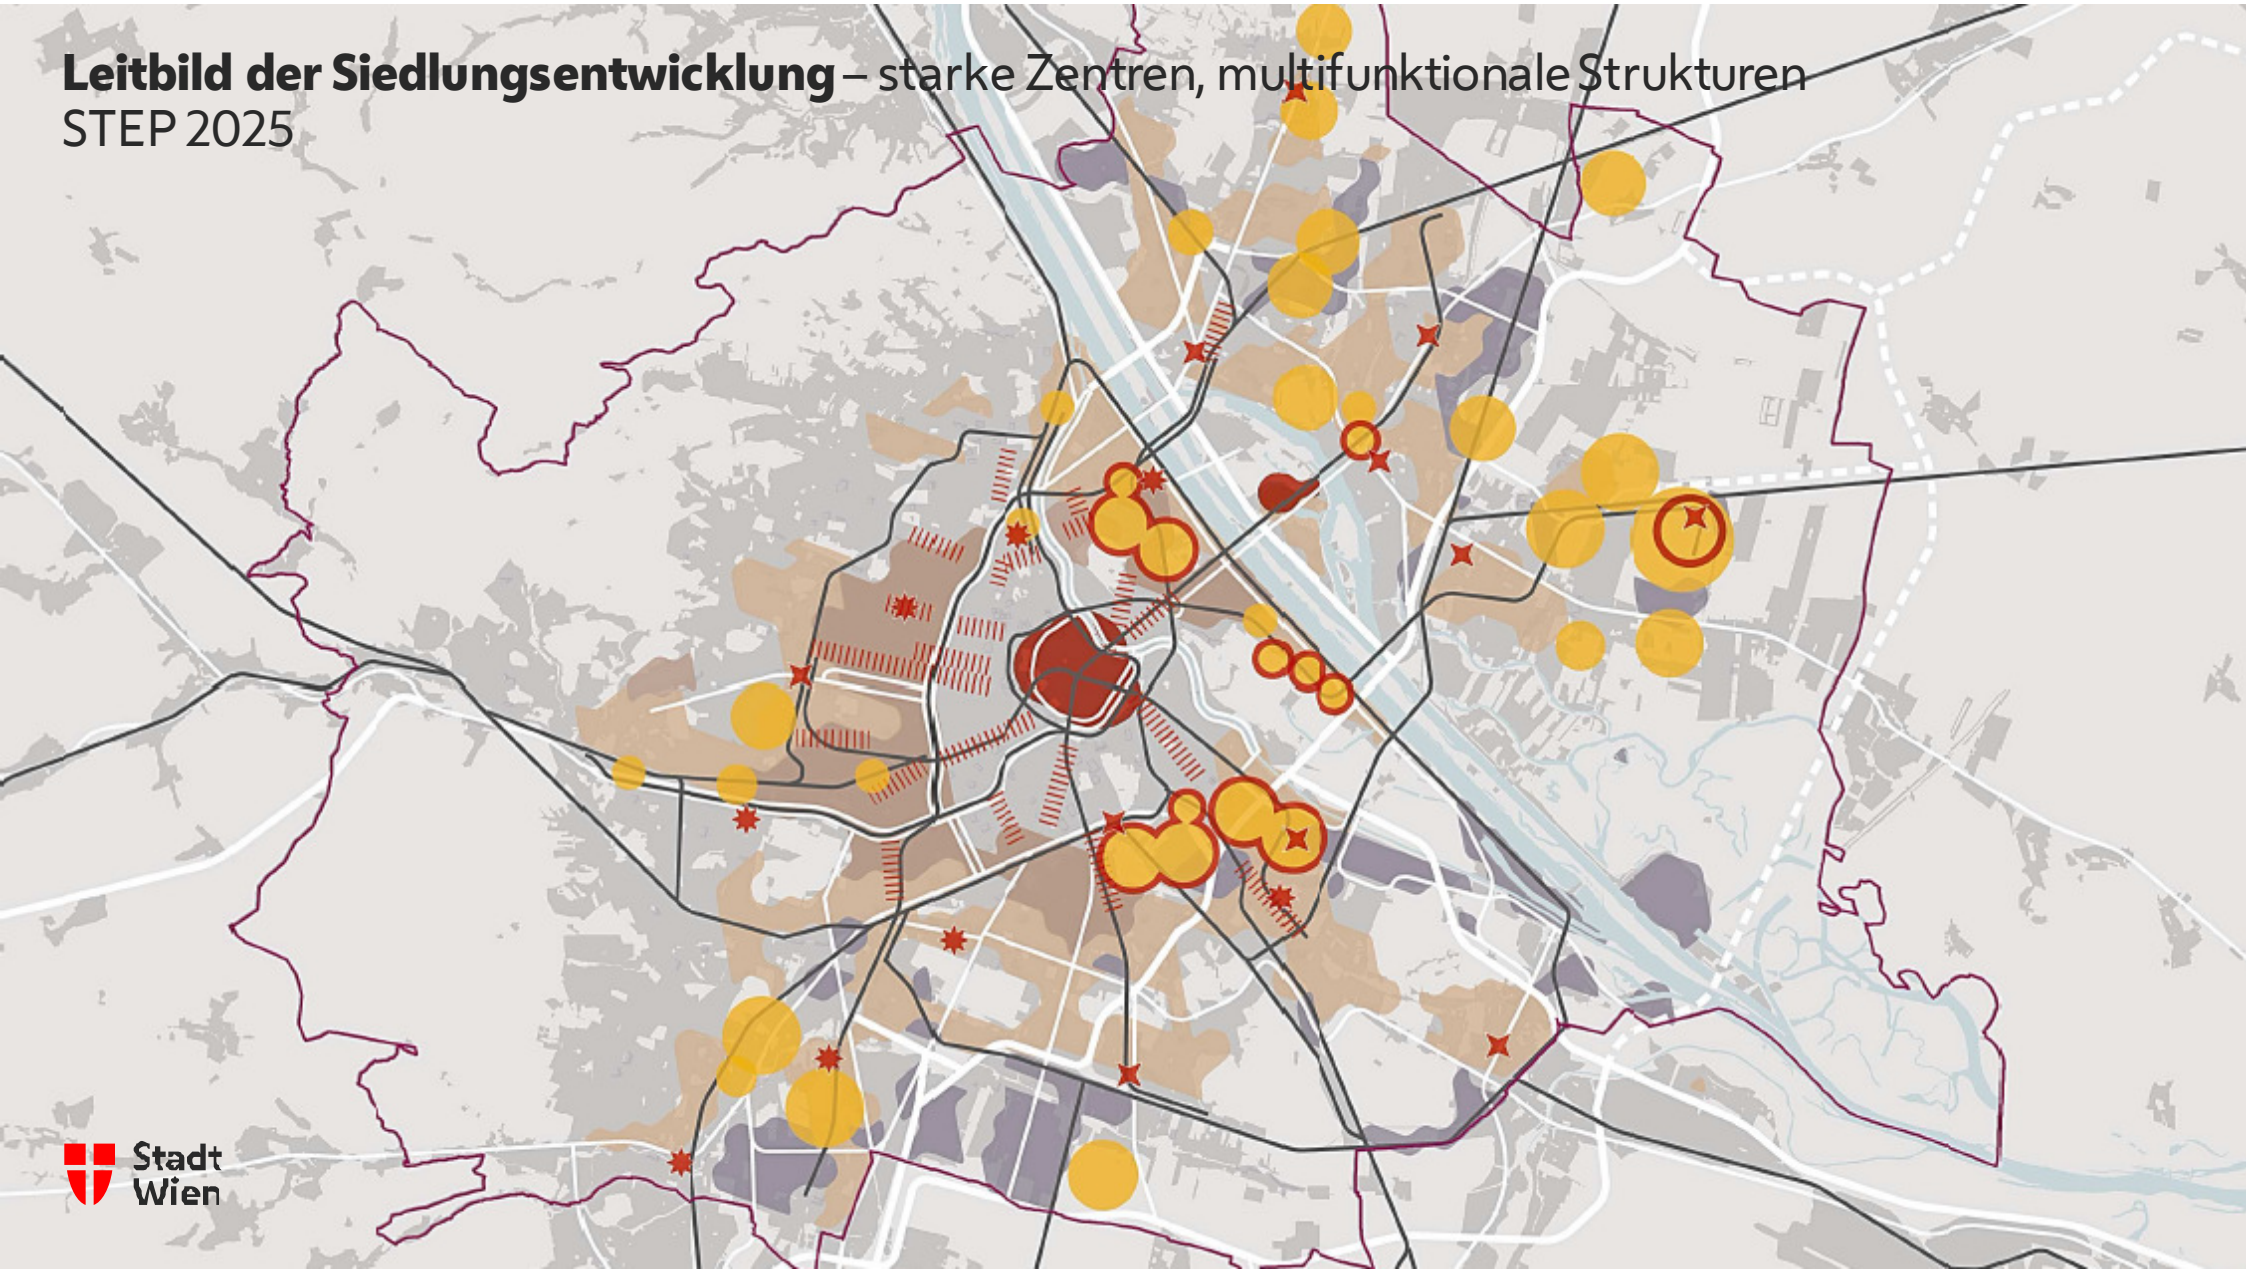 Leitbild der Siedlungsentwicklung – starke Zentren, multifunktionale Strukturen
STEP 2025
Stadt
Wien